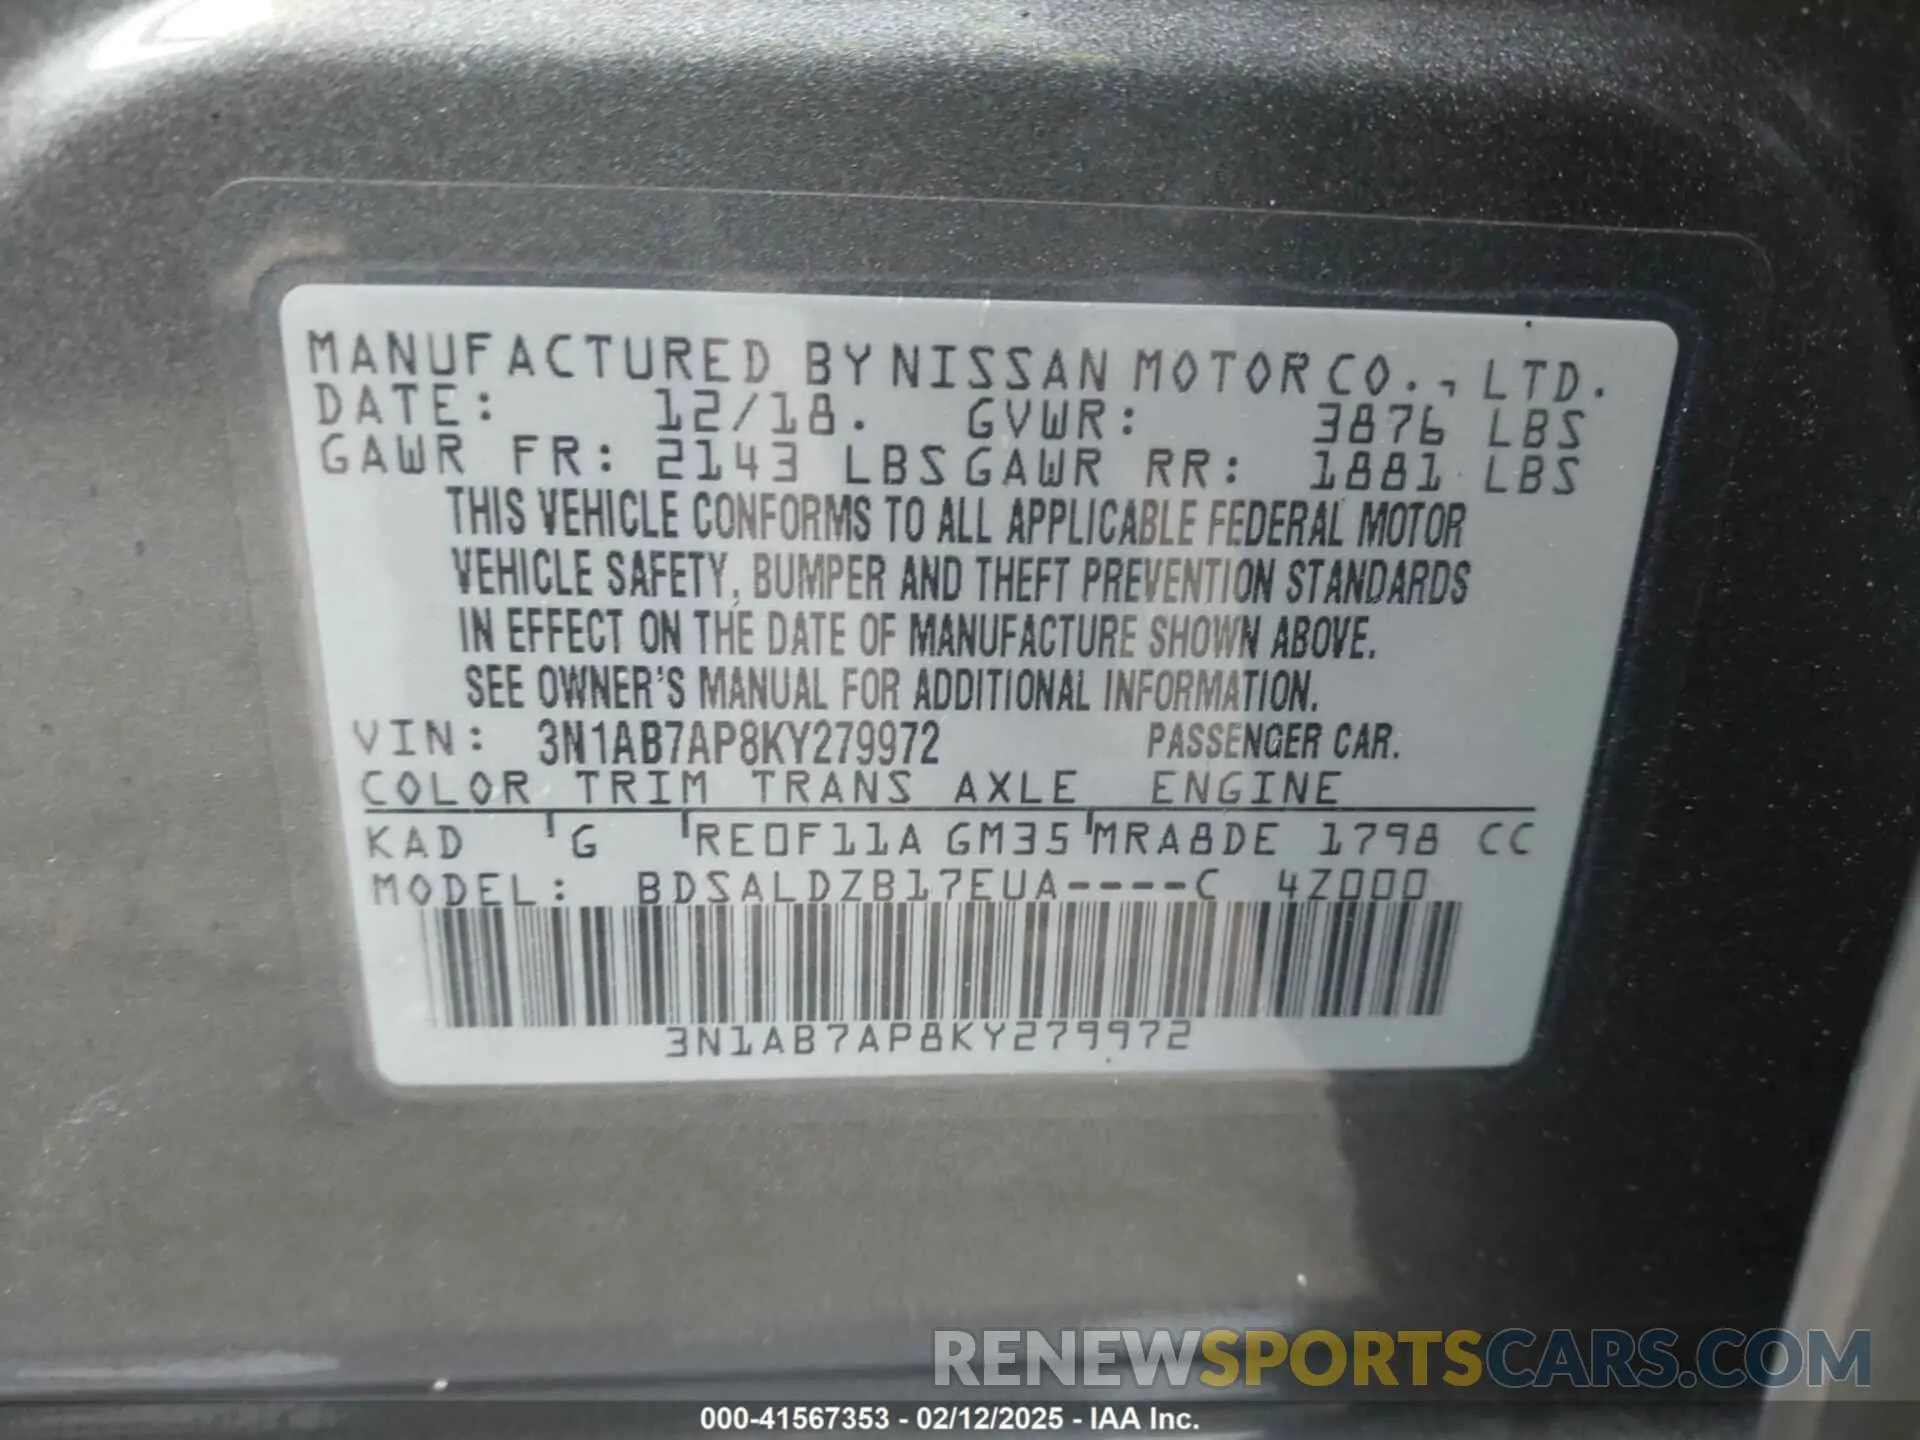 MANUFACTURED BY NISSAN MOTOR CO., LTD.
DATE: 12/18. GVWR: 3876 LBS
GAWR FR: 2143 LBS GAWR RR: 1881 LBS
THIS VEHICLE CONFORMS TO ALL APPLICABLE FEDERAL MOTOR
VEHICLE SAFETY, BUMPER AND THEFT PREVENTION STANDARDS
IN EFFECT ON THE DATE OF MANUFACTURE SHOWN ABOVE.
SEE OWNER'S MANUAL FOR ADDITIONAL INFORMATION.
VIN: 3N1AB7AP8KY279972 PASSENGER CAR.
COLOR TRIM TRANS AXLE ENGINE
KAD G RE0F11A GM35 MRA8DE 1798 CC
MODEL: BDSALDZB17EUA----C 4Z000
3N1AB7AP8KY279972
RENEWSPORTSCARS.COM
000-41567353 - 02/12/2025 - IAA Inc.